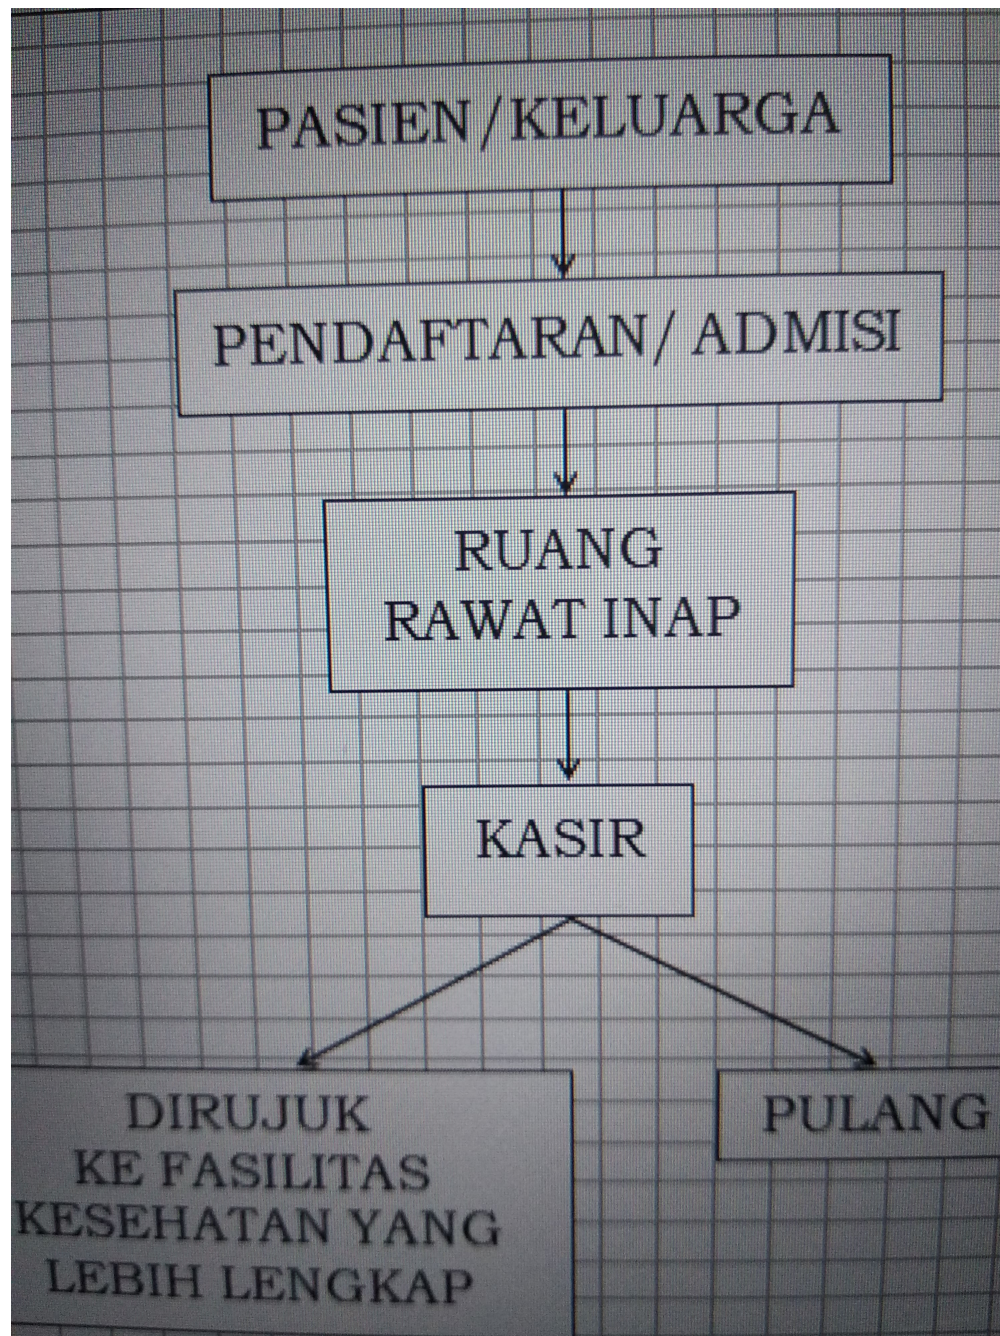 PASIEN/KELUARGA
PENDAFTARAN/ ADMISI
RUANG
RAWAT INAP
KASIR
DIRUJUK
KE FASILITAS
KESEHATAN YANG
LEBIH LENGKAP
PULANG